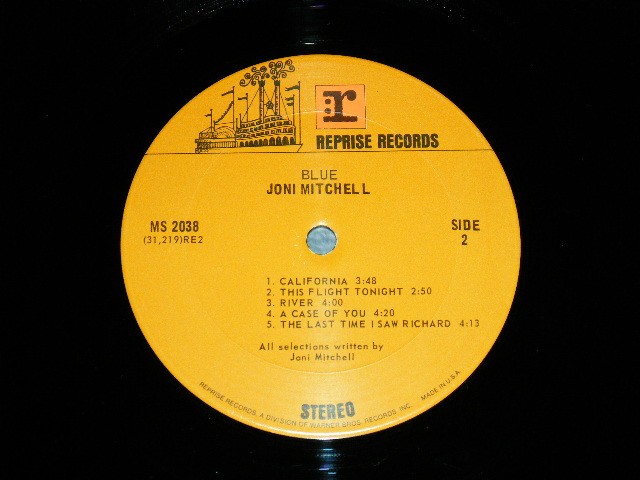 :r
REPRISE RECORDS
BLUE
JONI MITCHELL
MS 2038
(31,219)RE2
SIDE
2
1. CALIFORNIA 3:48
2. THIS FLIGHT TONIGHT 2:50
3. RIVER 4:00
4. A CASE OF YOU 4:20
5. THE LAST TIME I SAW RICHARD 4:13
All selections written by
Joni Mitchell
STEREO
REPRISE RECORDS, A DIVISION OF WARNER BROS. RECORDS, INC.
MADE IN U.S.A.